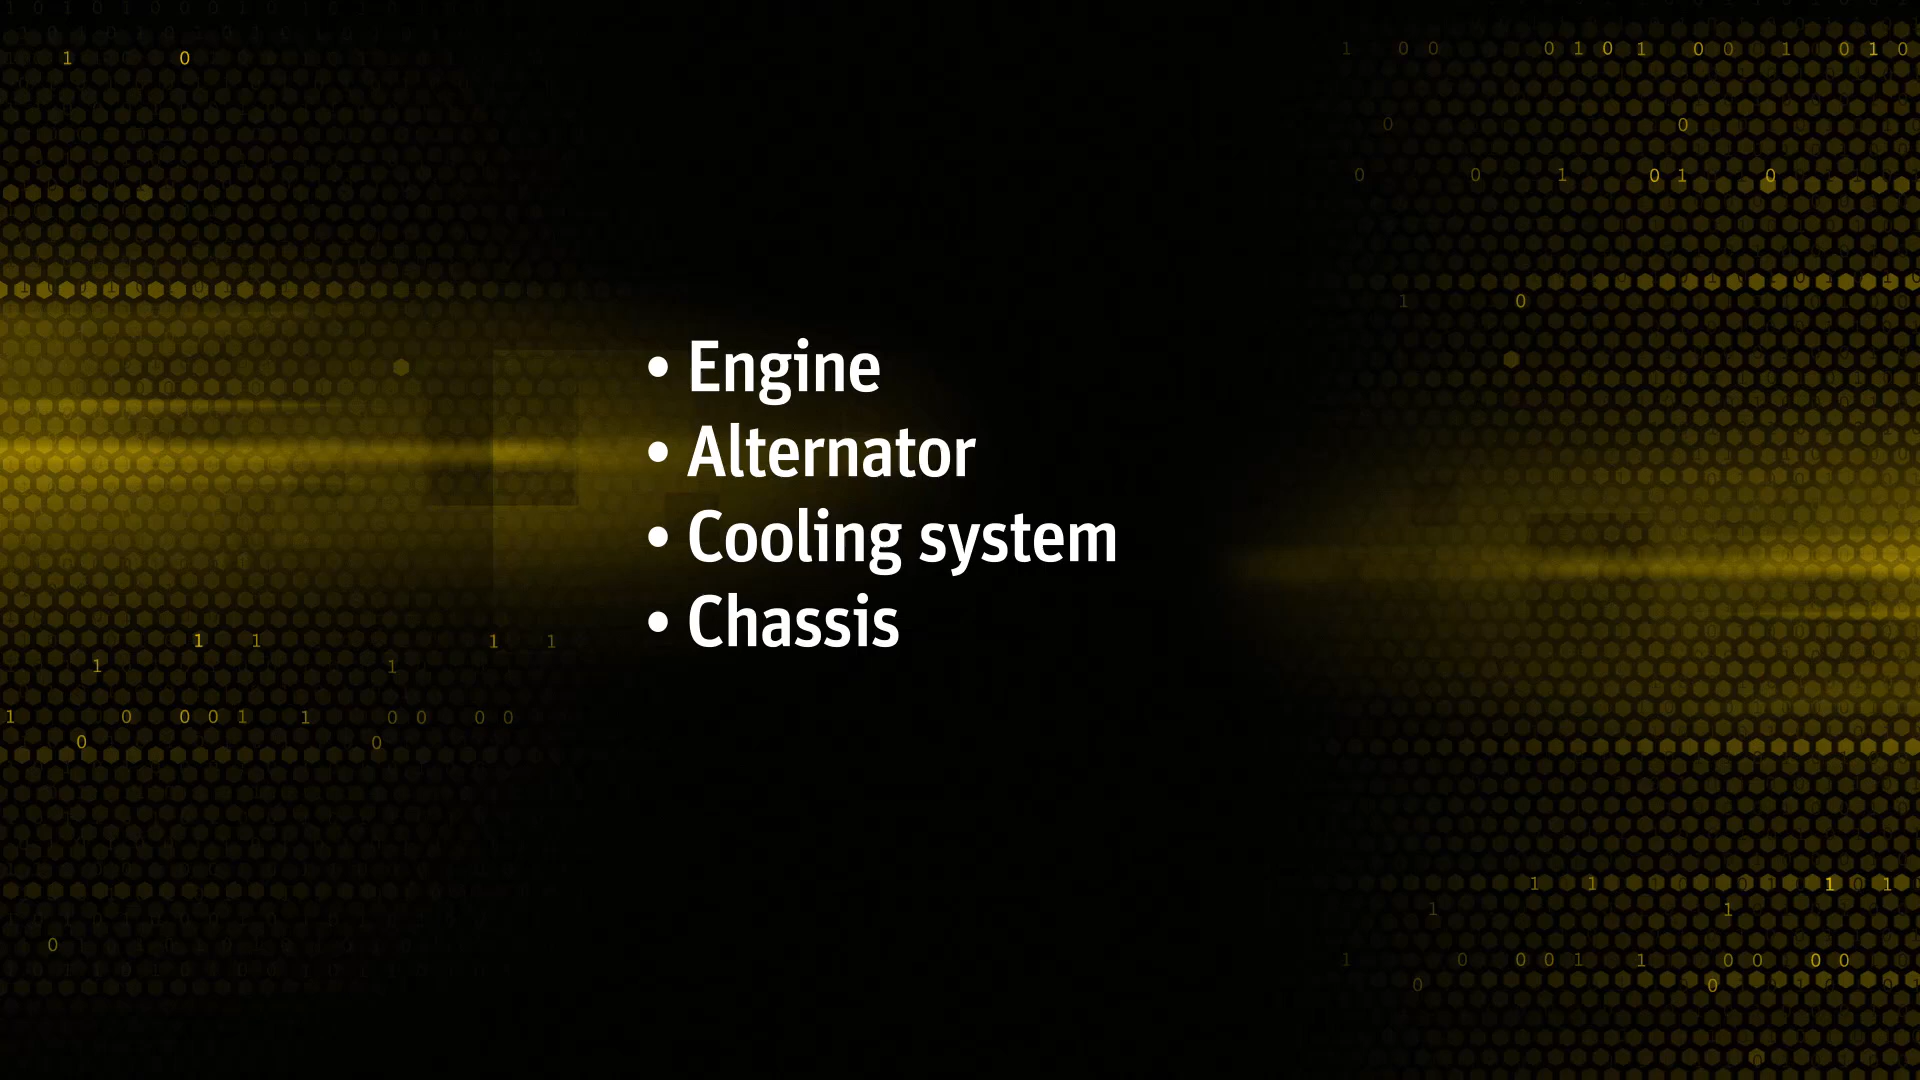 • Engine
• Alternator
• Cooling system
• Chassis